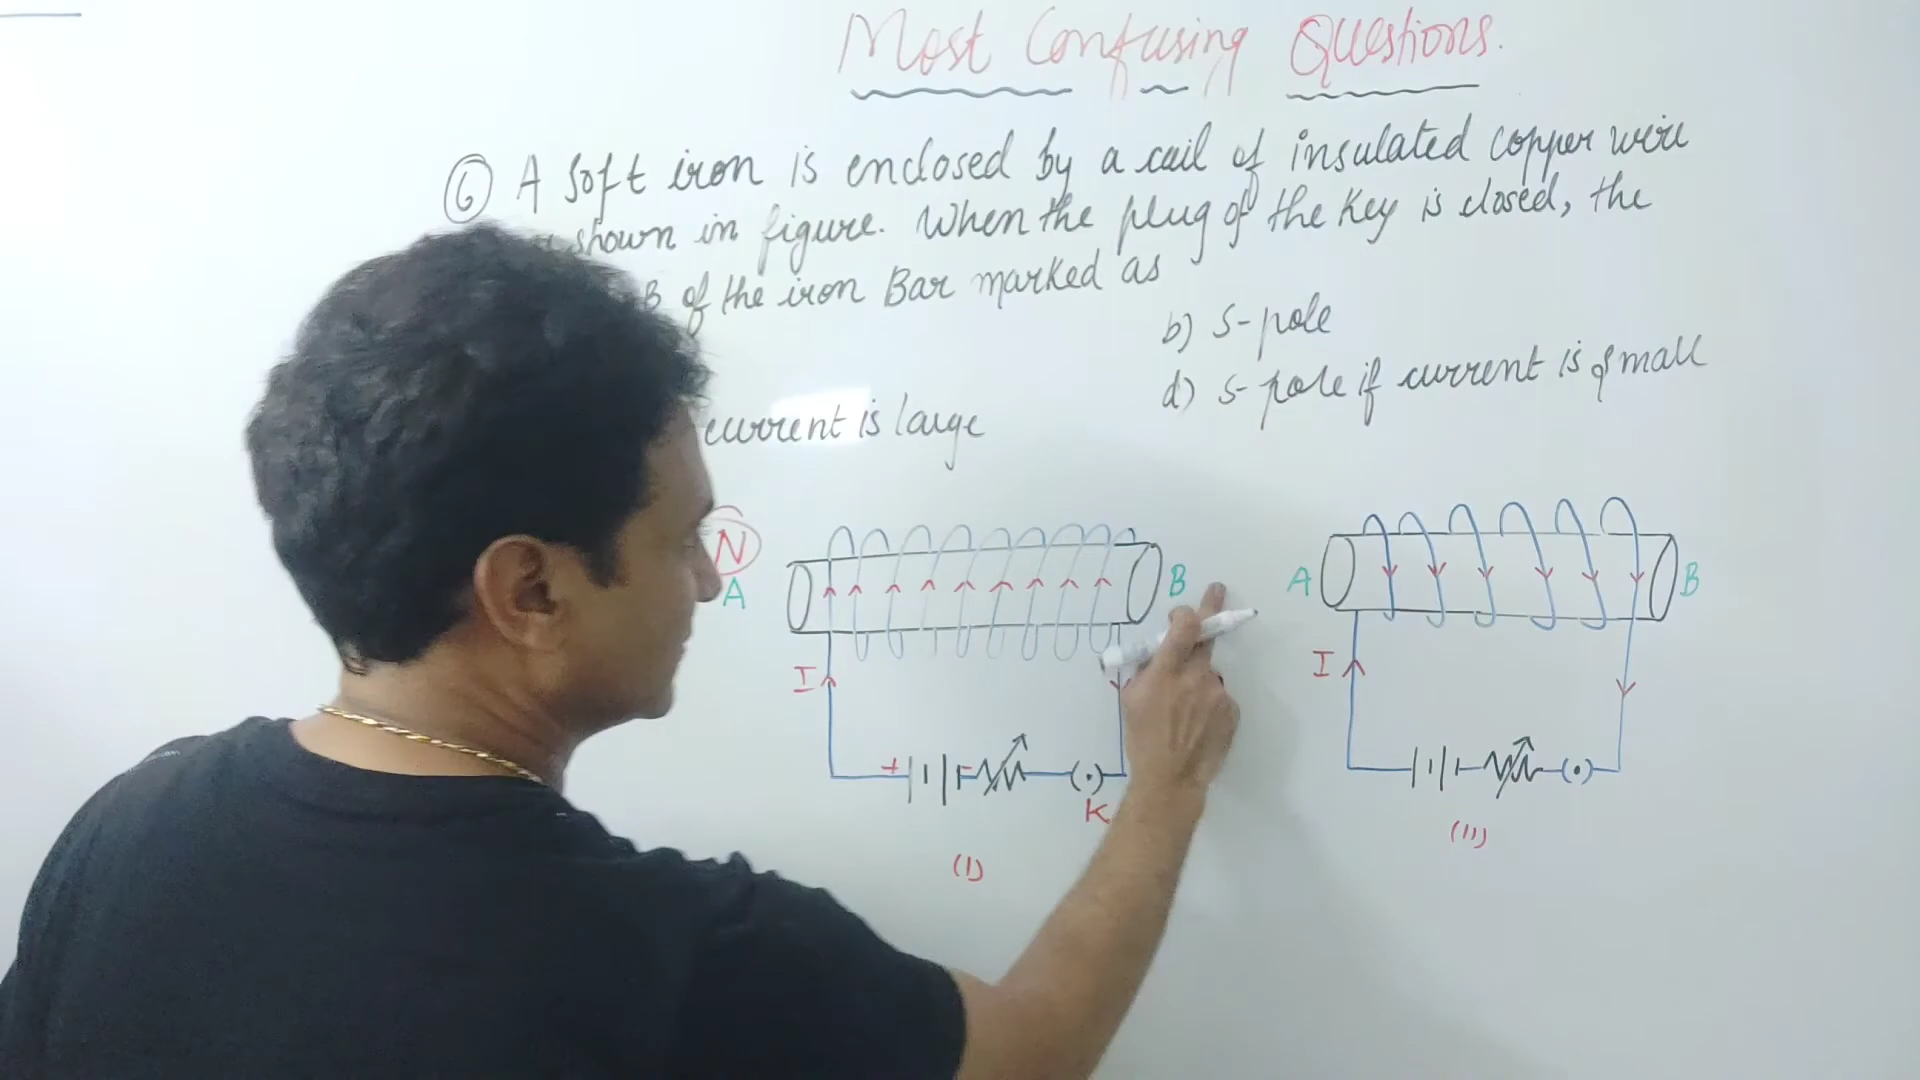 Most Confusing Questions.
6 A Soft iron is enclosed by a coil of insulated copper wire
shown in figure. When the plug of the Key is closed, the
B of the iron Bar marked as
b) S-pole
current is large
d) S-pole if current is small
N
A
B
A
B
I
I
+
K
(I)
(II)